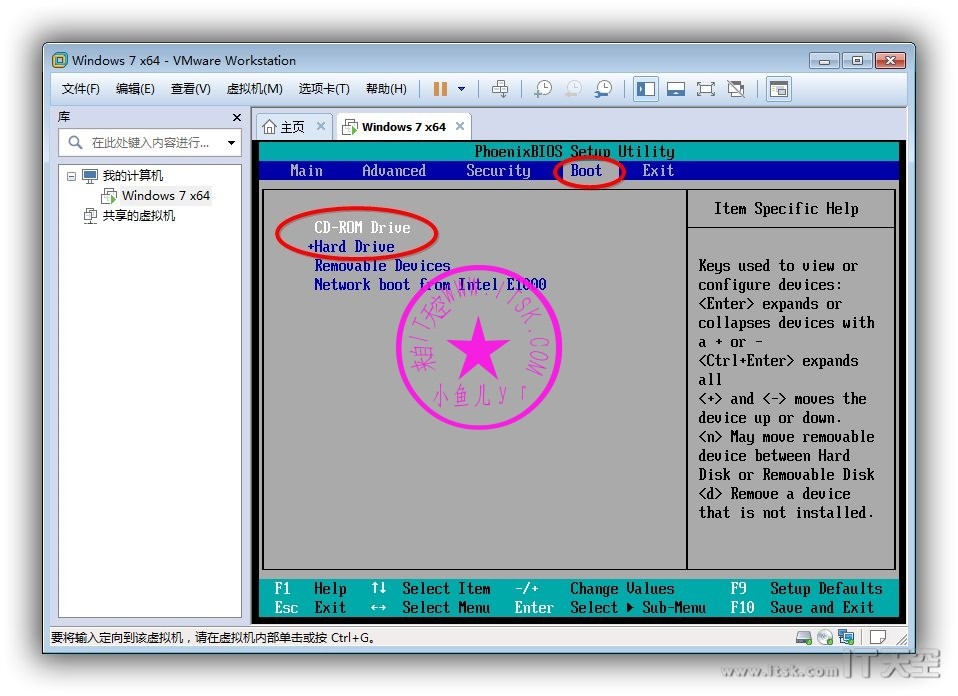 Windows 7 x64 - VMware Workstation
文件(F) 编辑(E) 查看(V) 虚拟机(M) 选项卡(T) 帮助(H)
库
在此处键入内容进行...
我的计算机
Windows 7 x64
共享的虚拟机
主页 Windows 7 x64
PhoenixBIOS Setup Utility
Main Advanced Security Boot Exit
CD-ROM Drive
+Hard Drive
Removable Devices
Network boot from Intel E1000
Item Specific Help
Keys used to view or
configure devices:
<Enter> expands or
collapses devices with
a + or -
<Ctrl+Enter> expands
all
<+> and <-> moves the
device up or down.
<n> May move removable
device between Hard
Disk or Removable Disk
<d> Remove a device
that is not installed.
来自IT天空WWW.ITSK.COM
小鱼儿yr
F1 Help ↑↓ Select Item -/+ Change Values F9 Setup Defaults
Esc Exit ↔ Select Menu Enter Select ▶ Sub-Menu F10 Save and Exit
要将输入定向到该虚拟机，请在虚拟机内部单击或按 Ctrl+G。
www.itsk.com IT天空